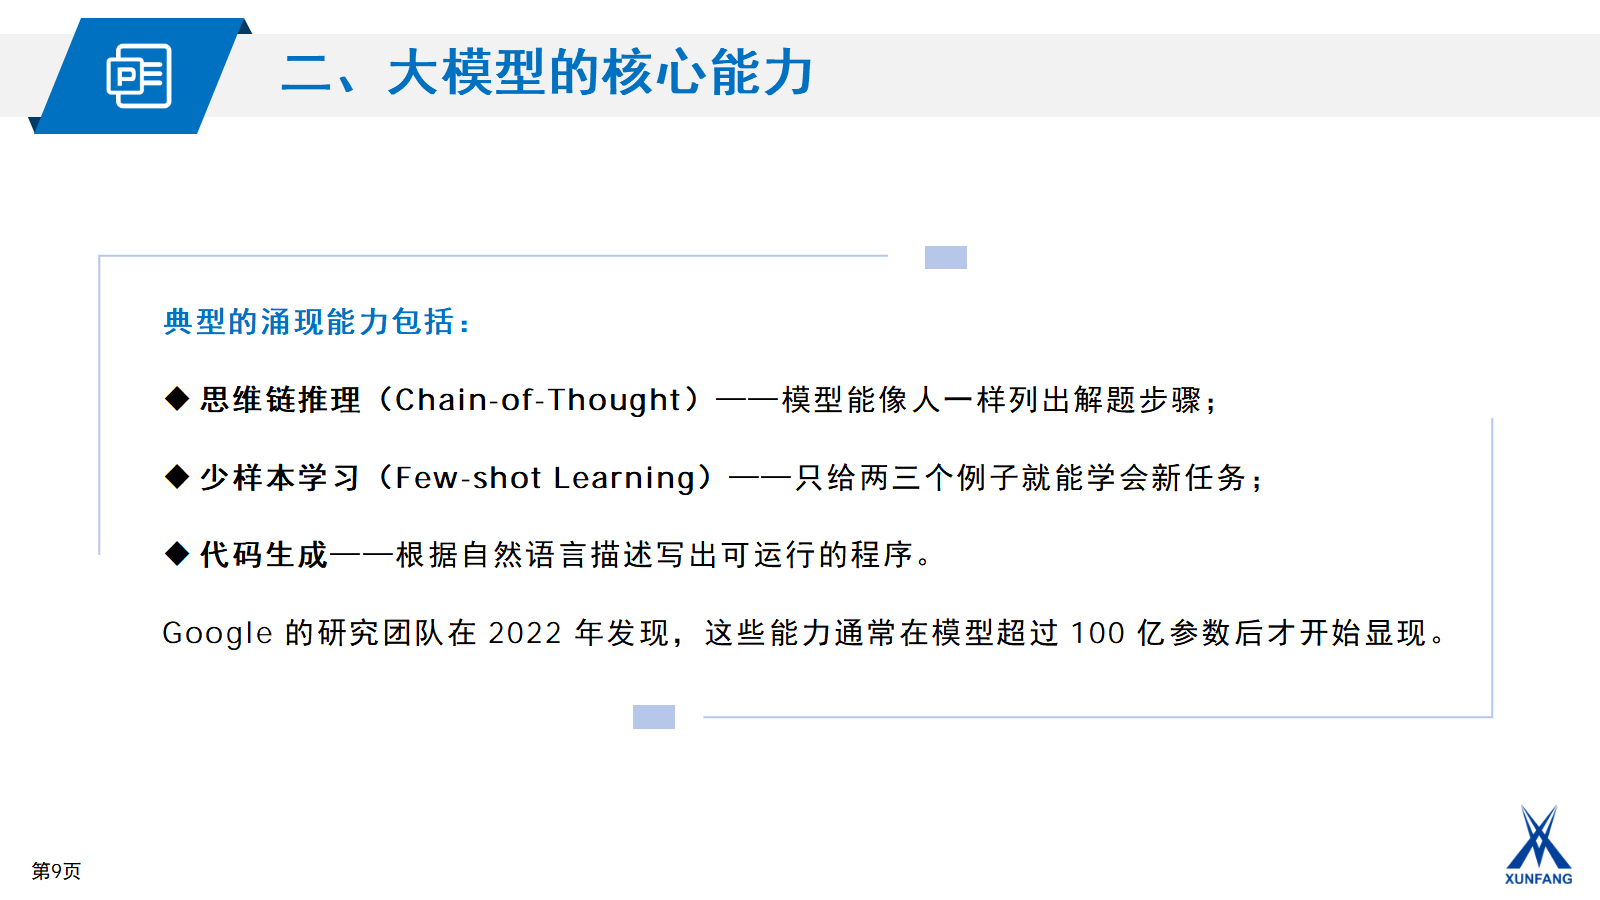 二、大模型的核心能力
典型的涌现能力包括：
◆ 思维链推理（Chain-of-Thought）——模型能像人一样列出解题步骤；
◆ 少样本学习（Few-shot Learning）——只给两三个例子就能学会新任务；
◆ 代码生成——根据自然语言描述写出可运行的程序。
Google 的研究团队在 2022 年发现，这些能力通常在模型超过 100 亿参数后才开始显现。
第9页
XUNFANG